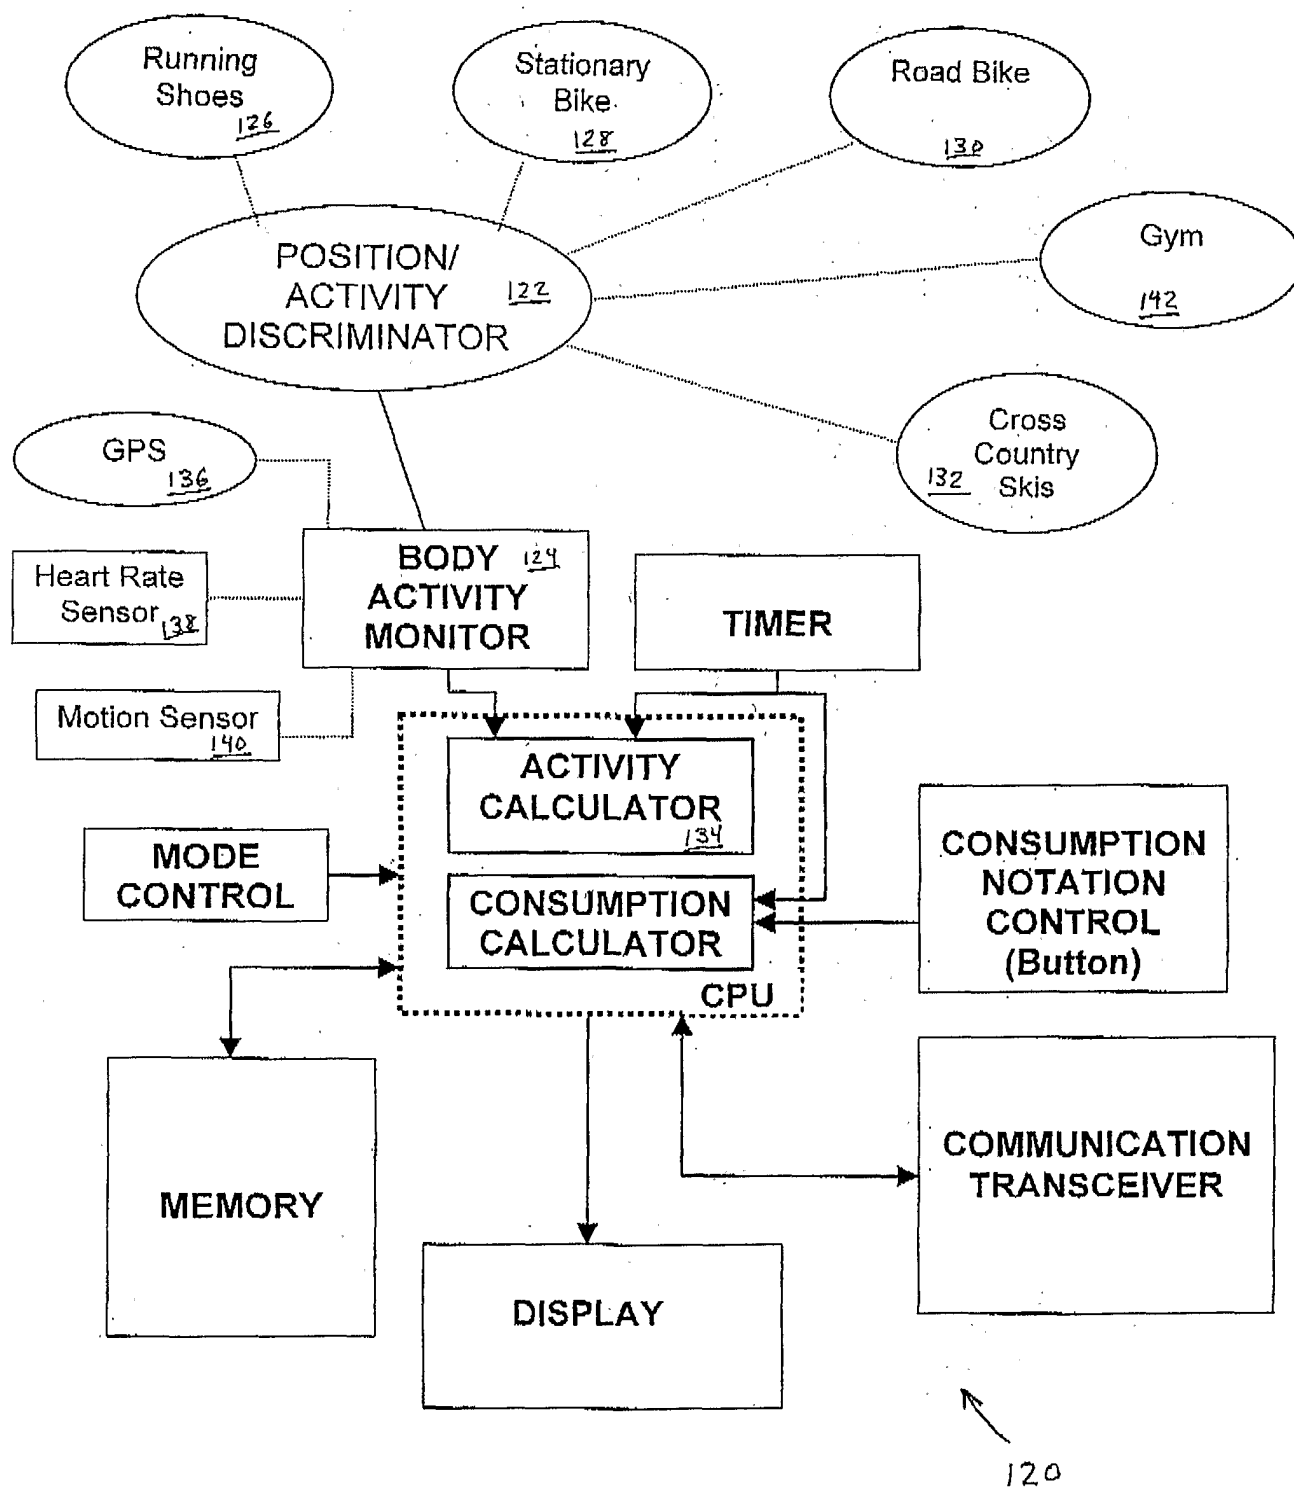 Running
Shoes
126
Stationary
Bike
128
Road Bike
130
Gym
142
POSITION/
ACTIVITY
DISCRIMINATOR
122
Cross
Country
Skis
132
GPS
136
BODY
ACTIVITY
MONITOR
124
Heart Rate
Sensor
138
TIMER
Motion Sensor
140
ACTIVITY
CALCULATOR
134
MODE
CONTROL
CONSUMPTION
CALCULATOR
CPU
CONSUMPTION
NOTATION
CONTROL
(Button)
MEMORY
COMMUNICATION
TRANSCEIVER
DISPLAY
120